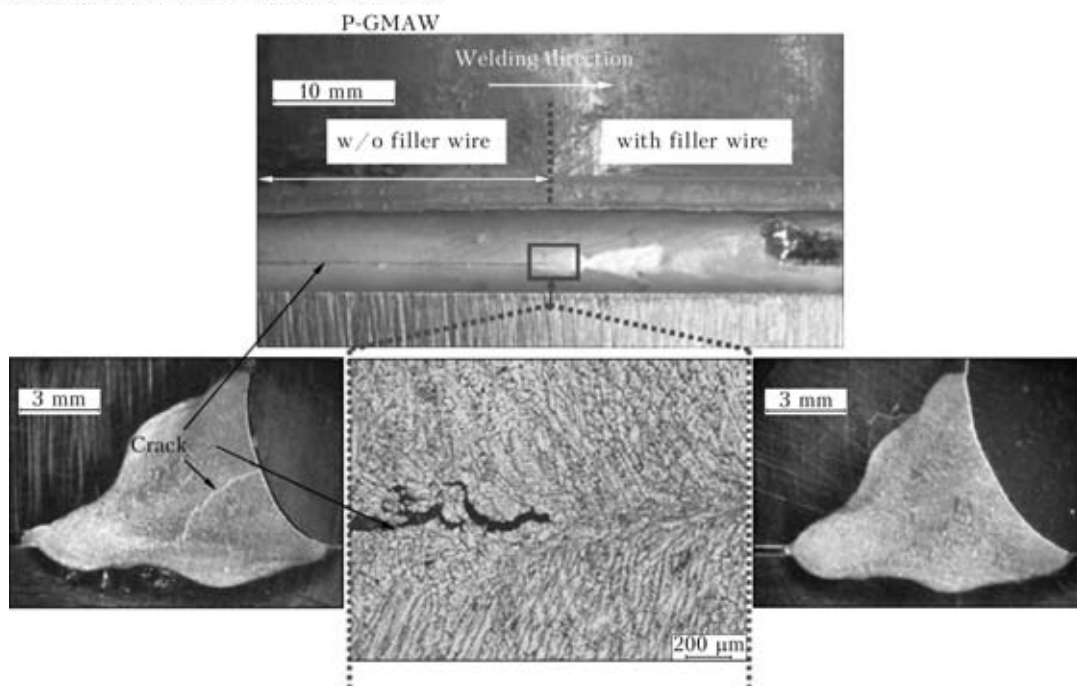 P-GMAW
Welding direction
10 mm
w/o filler wire
with filler wire
3 mm
Crack
200 μm
3 mm